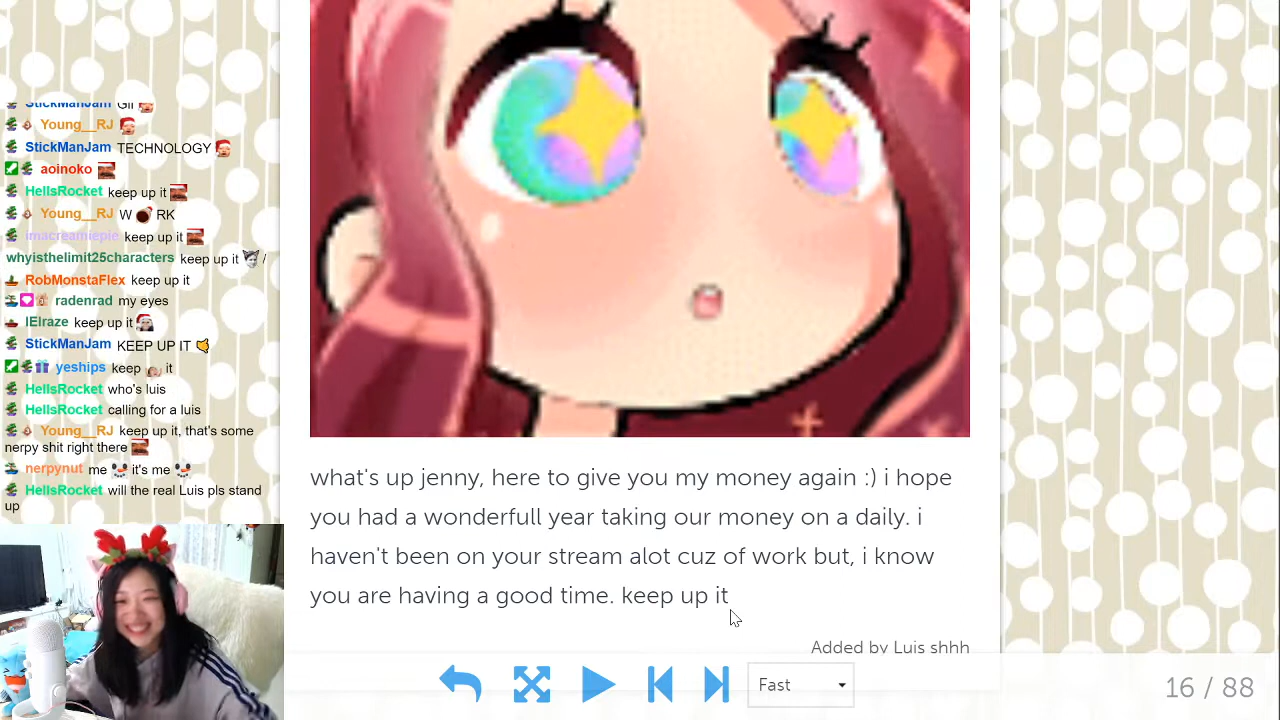 StickManJam Gil
Young__RJ
StickManJam TECHNOLOGY
aoinoko
HellsRocket keep up it
Young__RJ W RK
imacreamiepie keep up it
whyisthelimit25characters keep up it /
RobMonstaFlex keep up it
radenrad my eyes
lElraze keep up it
StickManJam KEEP UP IT
yeships keep it
HellsRocket who's luis
HellsRocket calling for a luis
Young__RJ keep up it, that's some
nerpy shit right there
nerpynut me it's me
HellsRocket will the real Luis pls stand
up
what's up jenny, here to give you my money again :) i hope
you had a wonderfull year taking our money on a daily. i
haven't been on your stream alot cuz of work but, i know
you are having a good time. keep up it
Added by Luis shhh
Fast
16 / 88